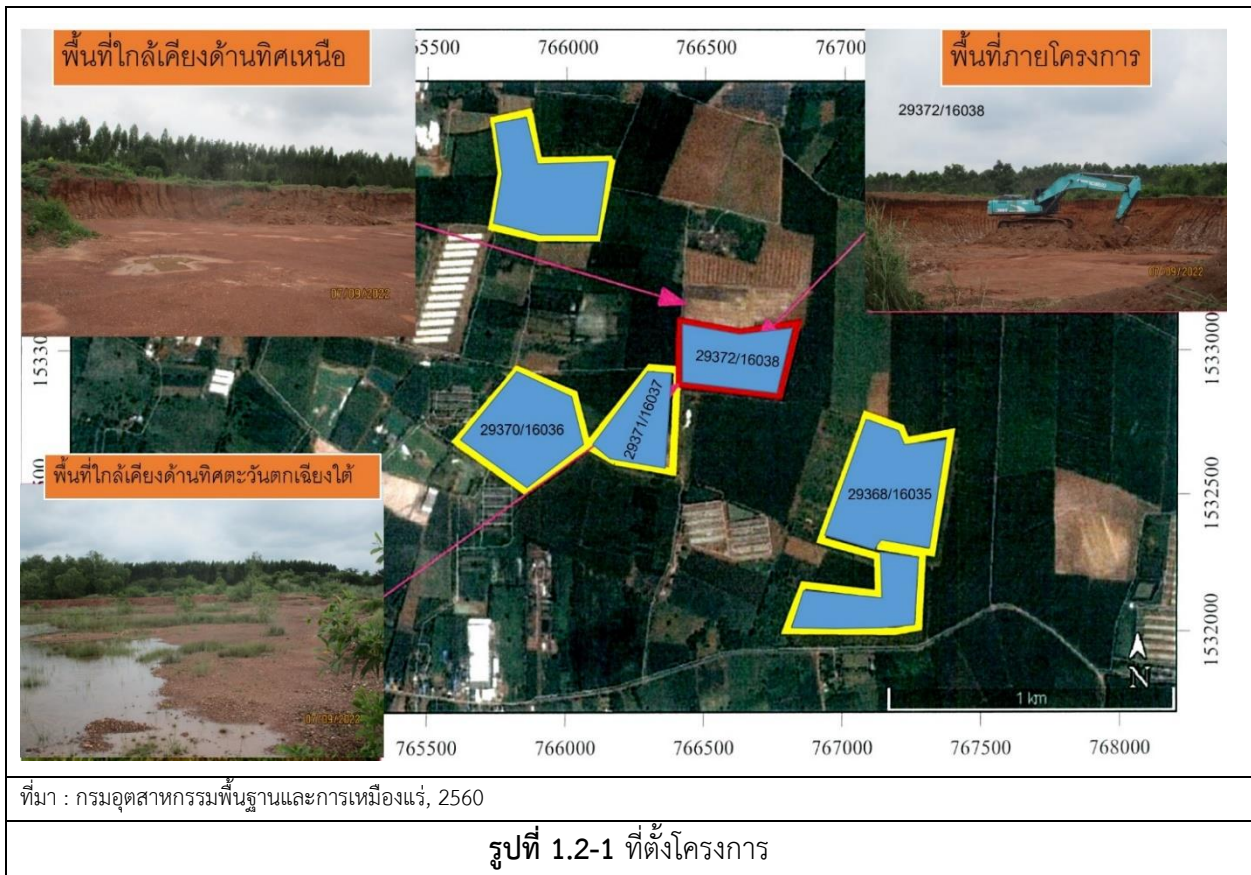 พื้นที่ใกล้เคียงด้านทิศเหนือ
พื้นที่ภายโครงการ
65500 766000 766500 76700
29372/16038
07/09/2022
15330
1533000
29372/16038
29370/16036
29371/16037
29368/16035
พื้นที่ใกล้เคียงด้านทิศตะวันตกเฉียงใต้
1532500
1532000
07/09/2022
N
1 km
765500 766000 766500 767000 767500 768000
ที่มา : กรมอุตสาหกรรมพื้นฐานและการเหมืองแร่, 2560
รูปที่ 1.2-1 ที่ตั้งโครงการ